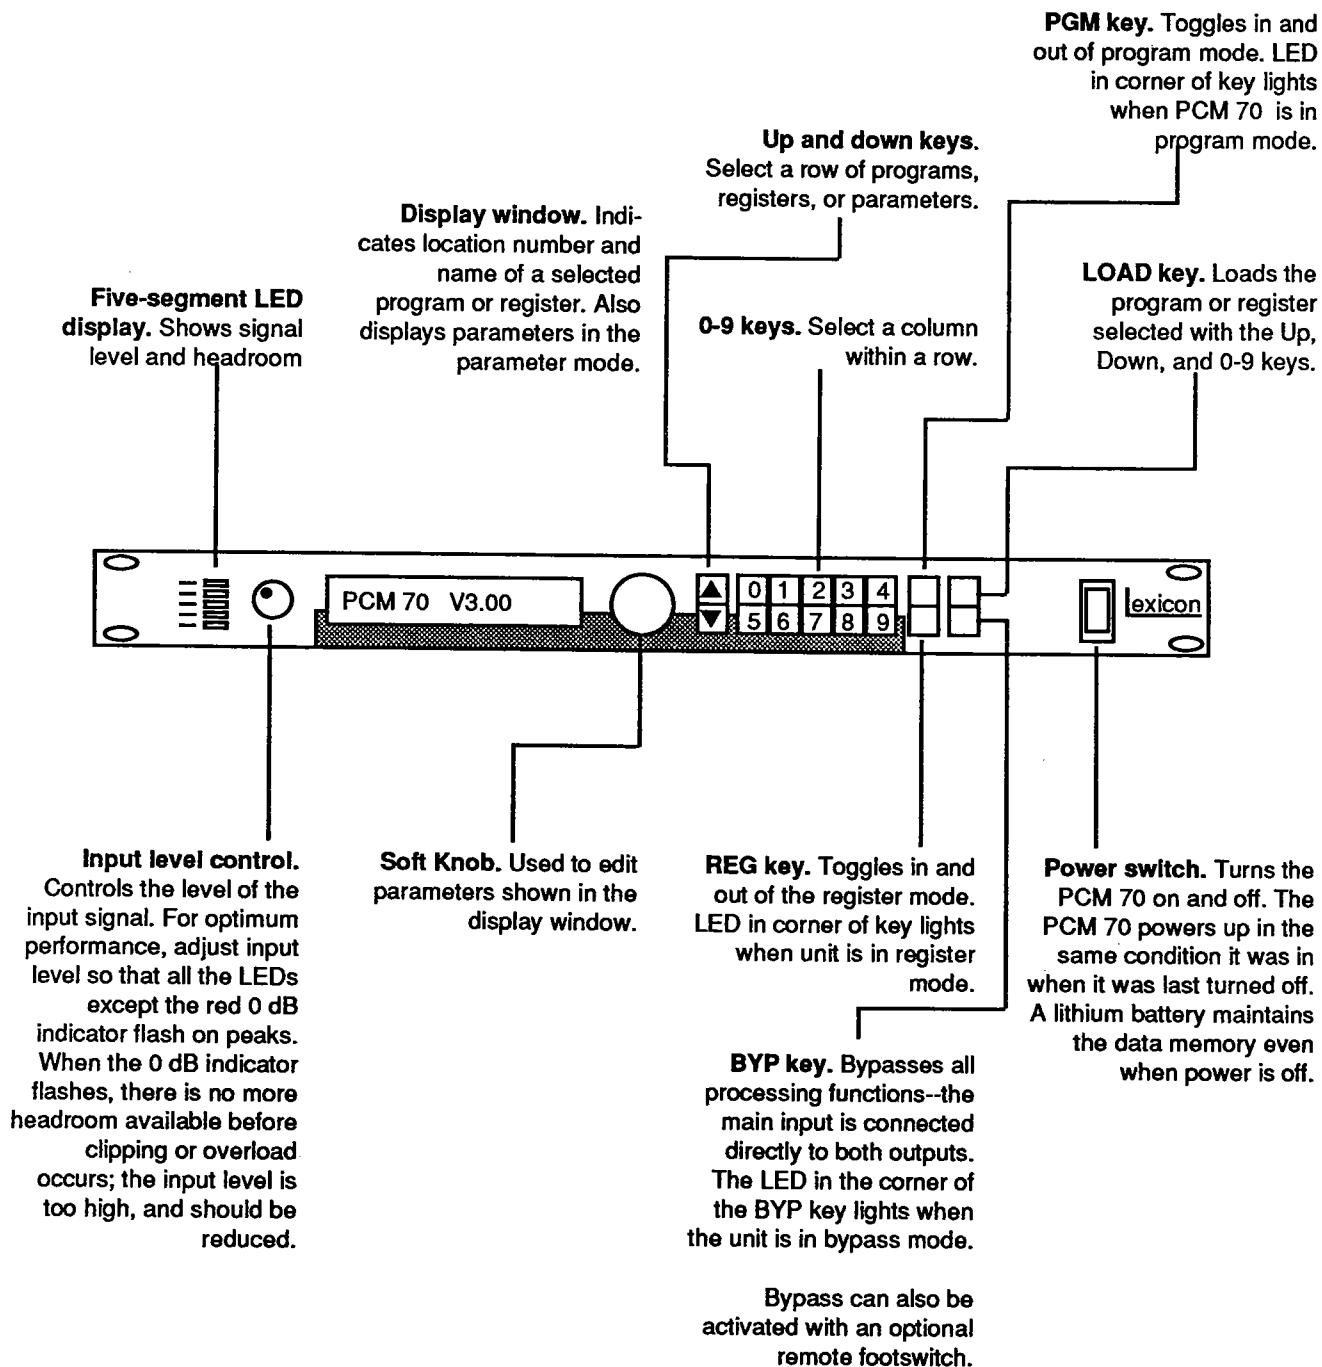 PGM key. Toggles in and
out of program mode. LED
in corner of key lights
when PCM 70 is in
program mode.
Up and down keys.
Select a row of programs,
registers, or parameters.
Display window. Indi-
cates location number and
name of a selected
program or register. Also
displays parameters in the
parameter mode.
LOAD key. Loads the
program or register
selected with the Up,
Down, and 0-9 keys.
Five-segment LED
display. Shows signal
level and headroom
0-9 keys. Select a column
within a row.
PCM 70 V3.00
0 1 2 3 4
5 6 7 8 9
lexicon
Input level control.
Controls the level of the
input signal. For optimum
performance, adjust input
level so that all the LEDs
except the red 0 dB
indicator flash on peaks.
When the 0 dB indicator
flashes, there is no more
headroom available before
clipping or overload
occurs; the input level is
too high, and should be
reduced.
Soft Knob. Used to edit
parameters shown in the
display window.
REG key. Toggles in and
out of the register mode.
LED in corner of key lights
when unit is in register
mode.
Power switch. Turns the
PCM 70 on and off. The
PCM 70 powers up in the
same condition it was in
when it was last turned off.
A lithium battery maintains
the data memory even
when power is off.
BYP key. Bypasses all
processing functions--the
main input is connected
directly to both outputs.
The LED in the corner of
the BYP key lights when
the unit is in bypass mode.
Bypass can also be
activated with an optional
remote footswitch.